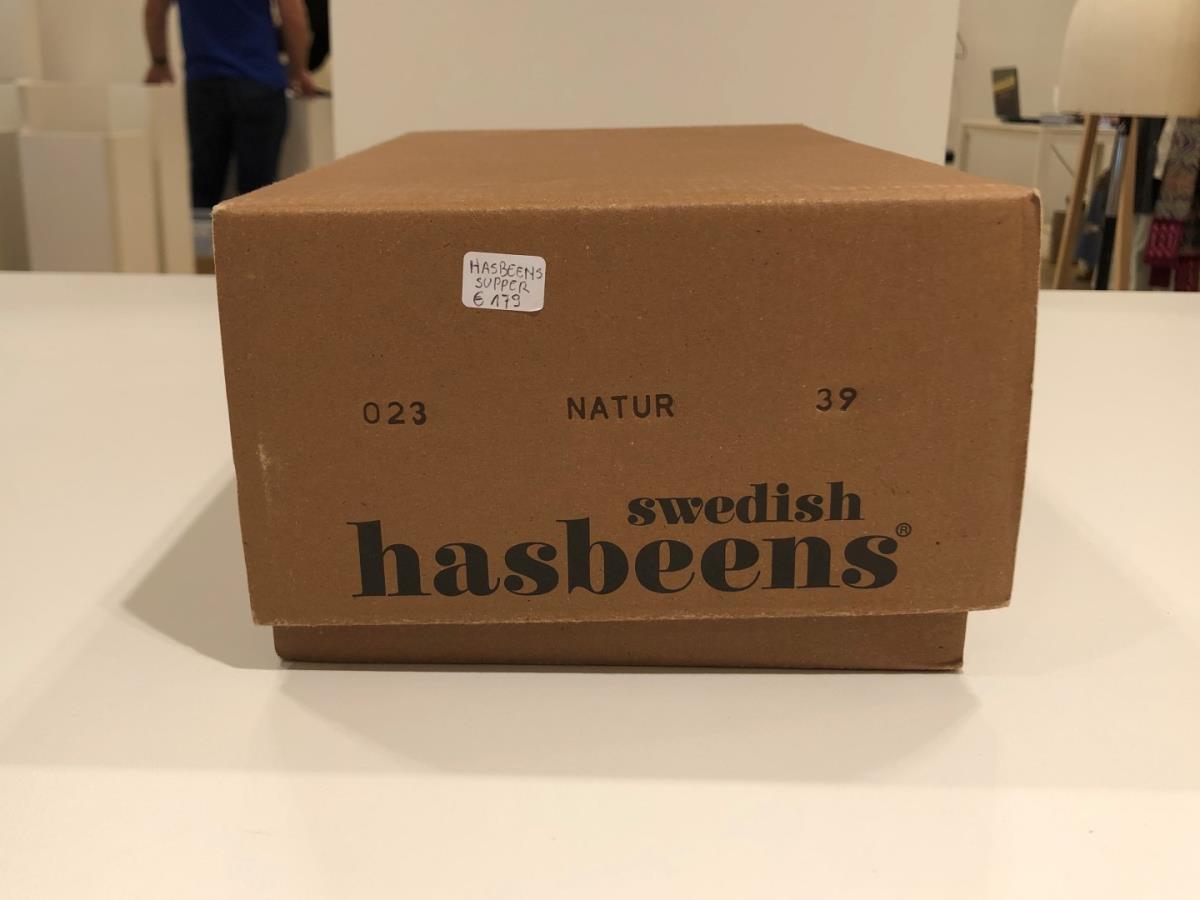 HASBEENS
SUPPER
€ 179
023 NATUR 39
swedish
hasbeens®